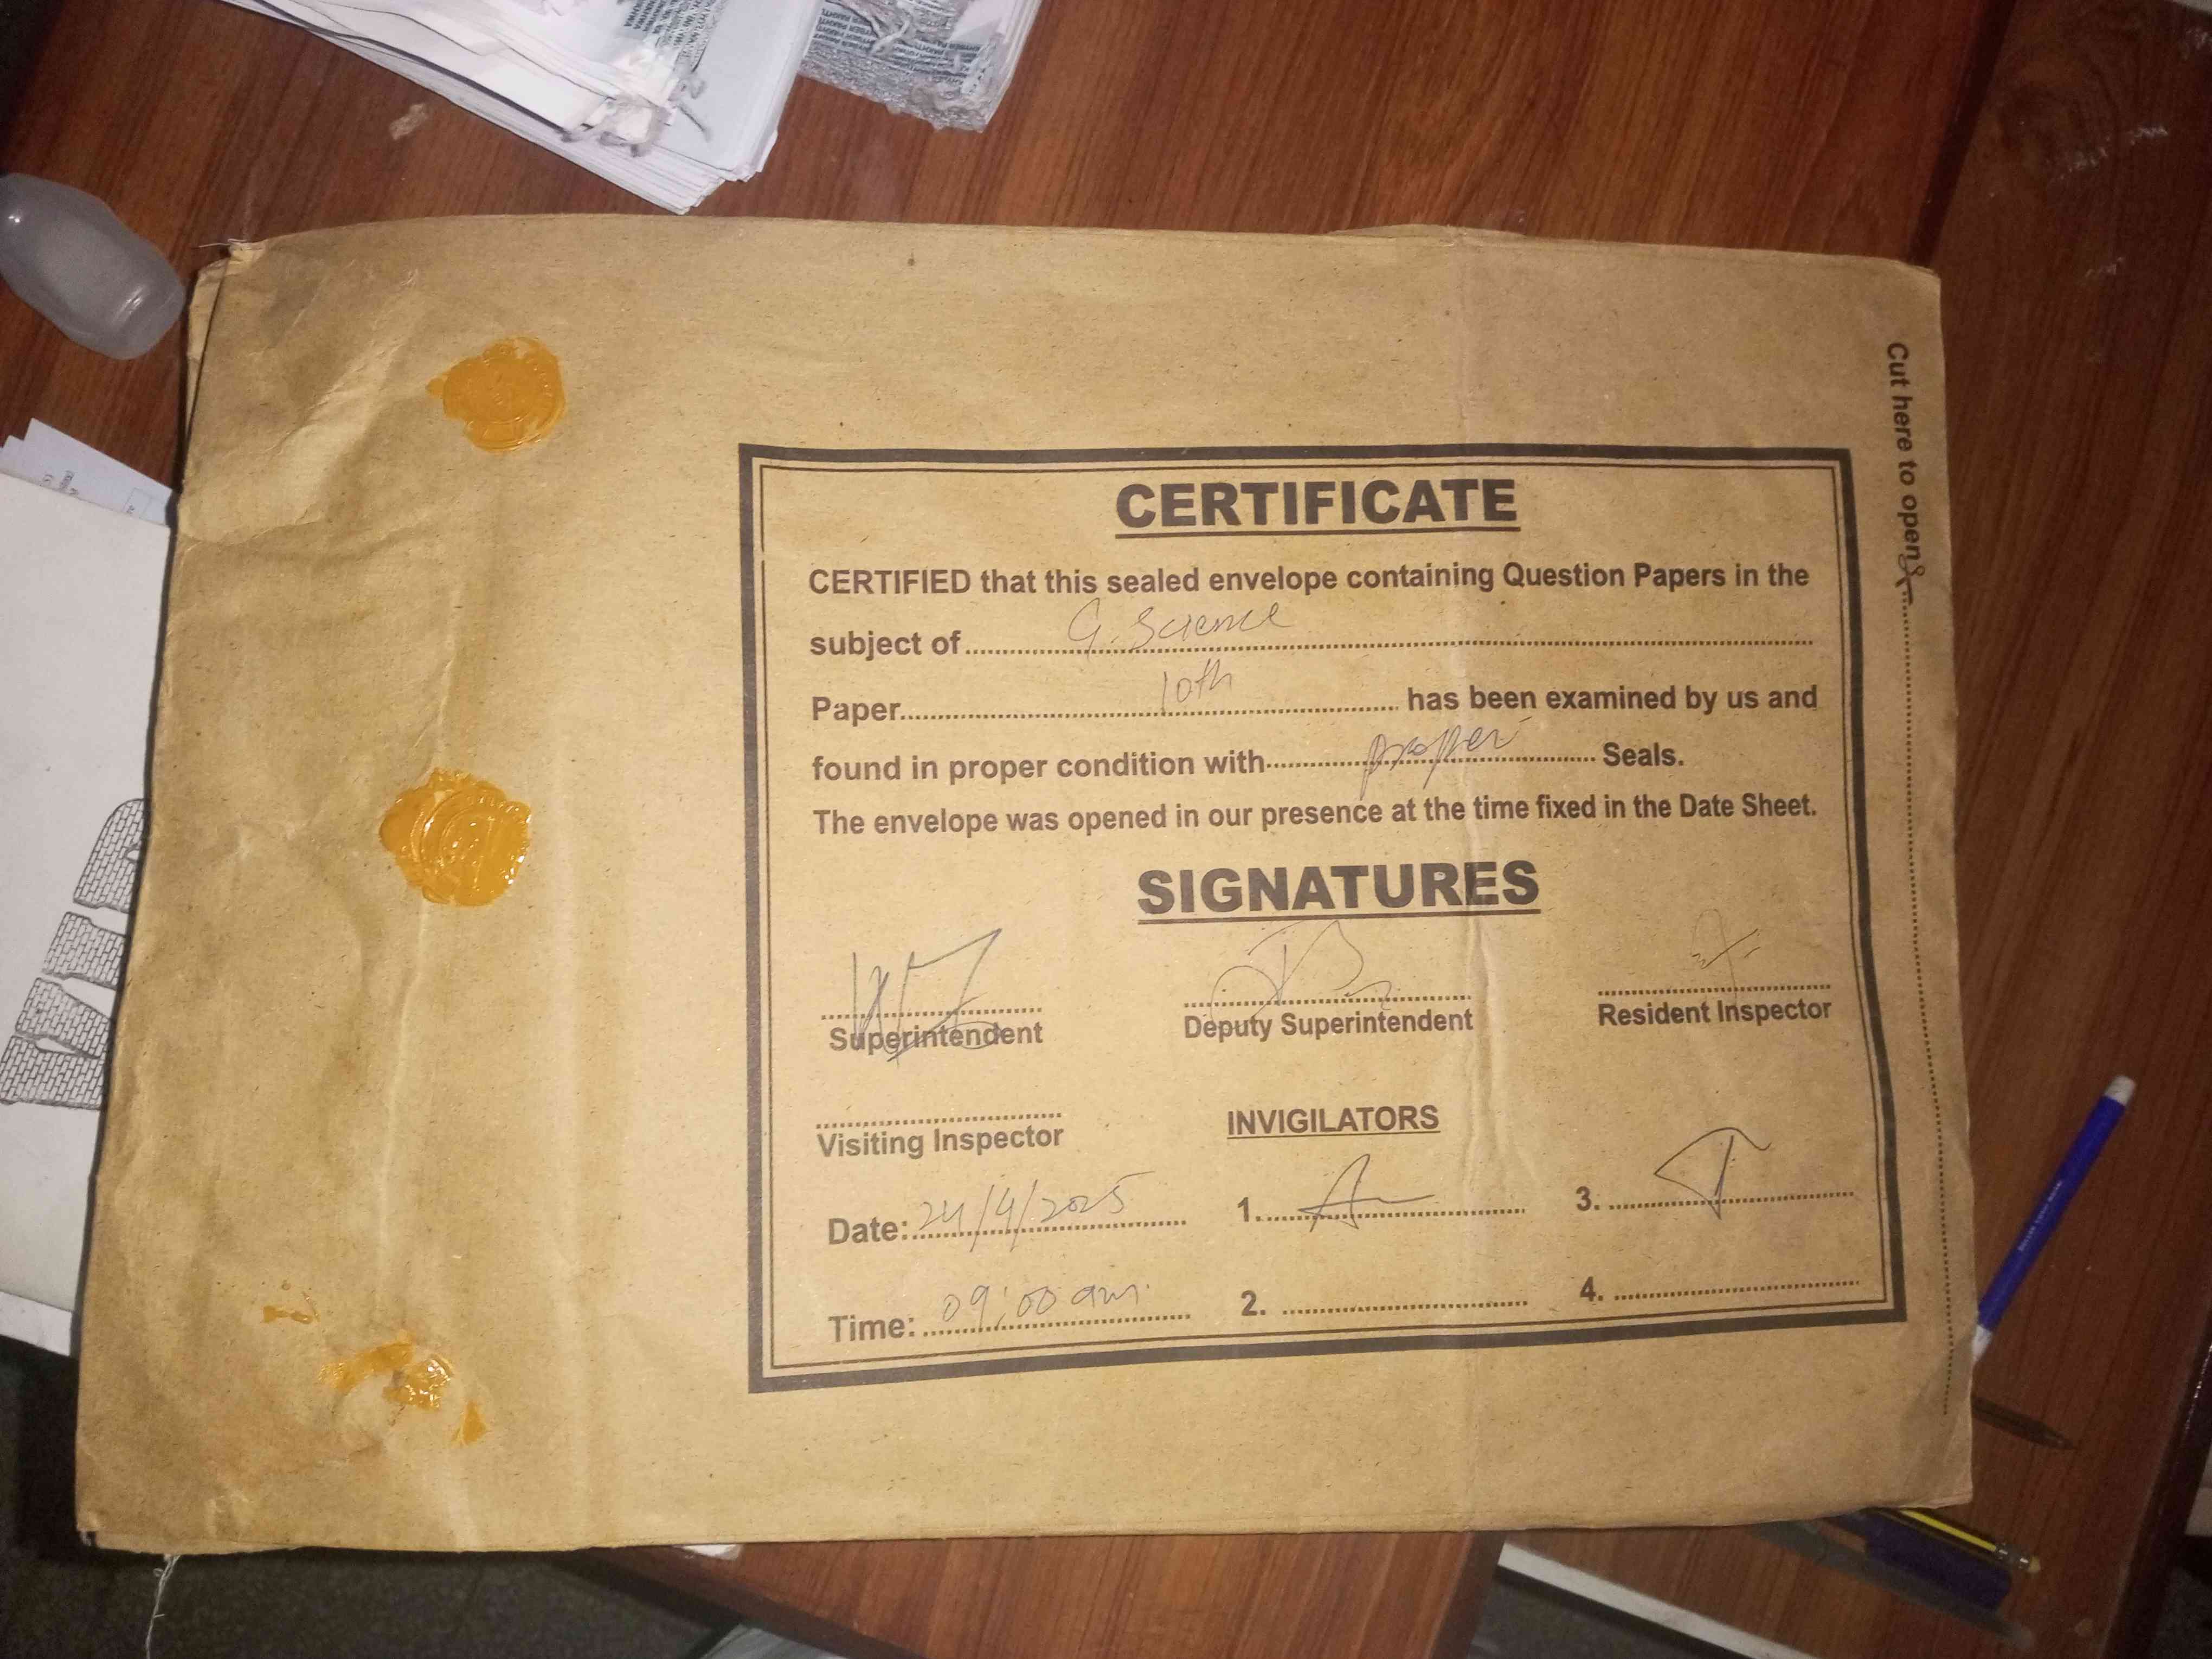 CERTIFICATE
CERTIFIED that this sealed envelope containing Question Papers in the
subject of G. Science
Paper 10th has been examined by us and
found in proper condition with proper Seals.
The envelope was opened in our presence at the time fixed in the Date Sheet.
SIGNATURES
Superintendent Deputy Superintendent Resident Inspector
Visiting Inspector INVIGILATORS
Date: 24/4/2025 1. 3.
Time: 09:00 am. 2. 4.
Cut here to open